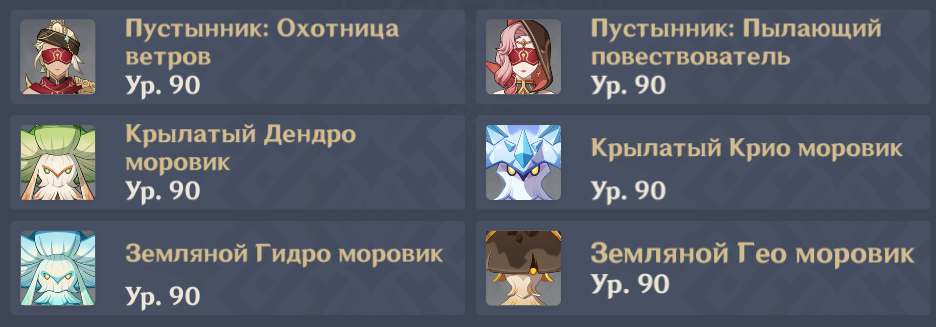 Пустынник: Охотница
ветров
Ур. 90
Пустынник: Пылающий
повествователь
Ур. 90
Крылатый Дендро
моровик
Ур. 90
Крылатый Крио моровик
Ур. 90
Земляной Гидро моровик
Ур. 90
Земляной Гео моровик
Ур. 90